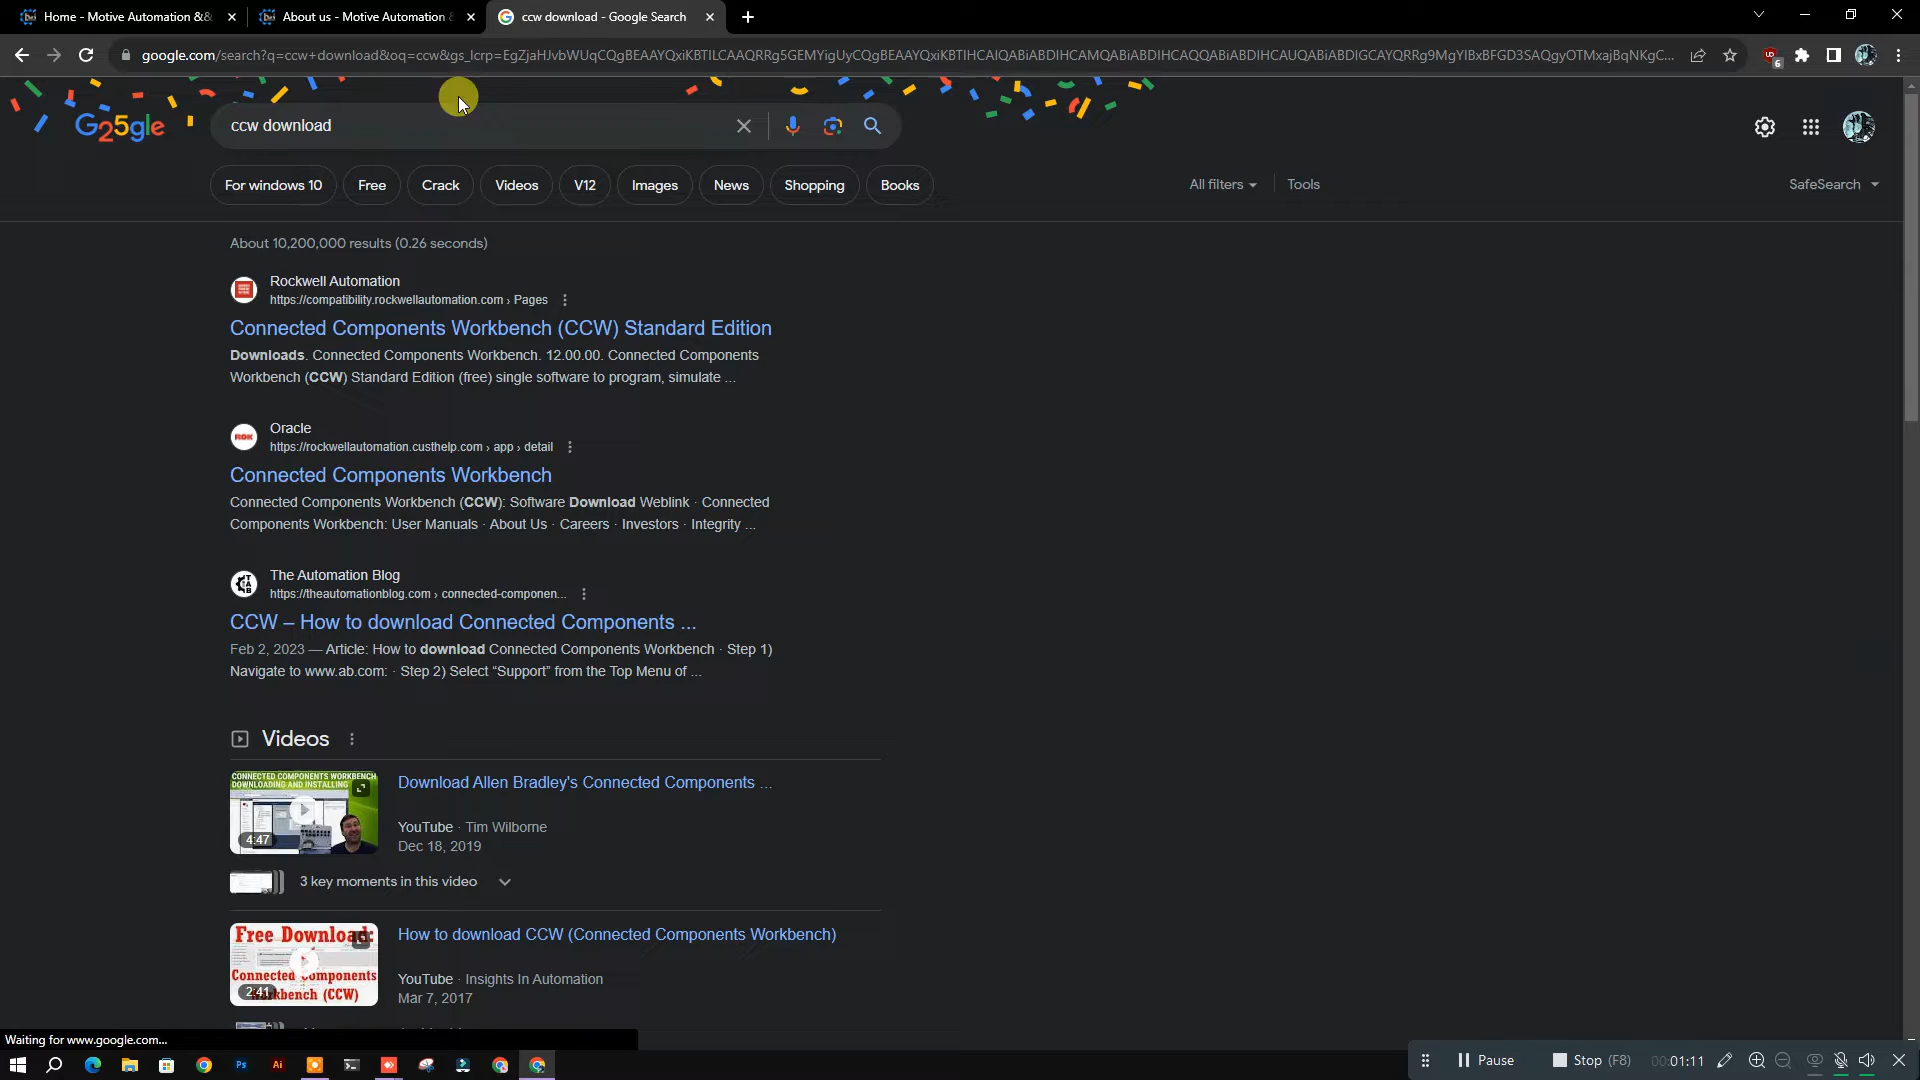 Home - Motive Automation &&
About us - Motive Automation &
ccw download - Google Search
google.com/search?q=ccw+download&oq=ccw&gs_lcrp=EgZjaHJvbWUqCQgBEAAYQxiKBTILCAAQRRg5GEMYigUyCQgBEAAYQxiKBTIHCAIQABiABDIHCAMQABiABDIHCAQQABiABDIHCAUQABiABDIGCAYQRRg9MgYIBxBFGD3SAQgyOTMxajBqNKgC...
6
G25gle
ccw download
For windows 10
Free
Crack
Videos
V12
Images
News
Shopping
Books
All filters
Tools
SafeSearch
About 10,200,000 results (0.26 seconds)
Rockwell Automation
https://compatibility.rockwellautomation.com › Pages
Connected Components Workbench (CCW) Standard Edition
Downloads. Connected Components Workbench. 12.00.00. Connected Components
Workbench (CCW) Standard Edition (free) single software to program, simulate ...
ROK
Oracle
https://rockwellautomation.custhelp.com › app › detail
Connected Components Workbench
Connected Components Workbench (CCW): Software Download Weblink · Connected
Components Workbench: User Manuals · About Us · Careers · Investors · Integrity ...
The Automation Blog
https://theautomationblog.com › connected-componen...
CCW – How to download Connected Components ...
Feb 2, 2023 — Article: How to download Connected Components Workbench · Step 1)
Navigate to www.ab.com: · Step 2) Select “Support” from the Top Menu of ...
Videos
CONNECTED COMPONENTS WORKBENCH
DOWNLOADING AND INSTALLING
4:47
Download Allen Bradley's Connected Components ...
YouTube · Tim Wilborne
Dec 18, 2019
3 key moments in this video
Free Download:
Connected Components
Workbench (CCW)
2:41
How to download CCW (Connected Components Workbench)
YouTube · Insights In Automation
Mar 7, 2017
Waiting for www.google.com...
Ps
Ai
Pause
Stop (F8)
00:01:11